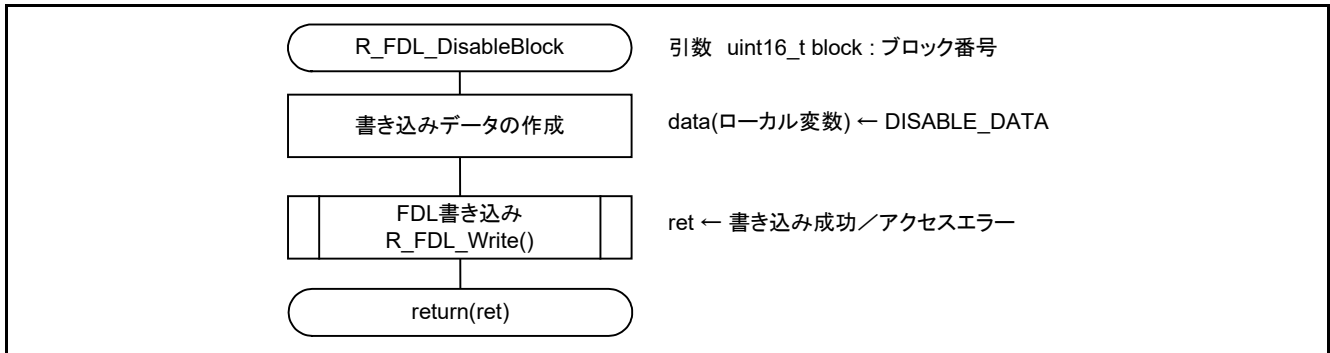 R_FDL_DisableBlock
引数 uint16_t block : ブロック番号
書き込みデータの作成
data(ローカル変数) ← DISABLE_DATA
FDL書き込み
R_FDL_Write()
ret ← 書き込み成功／アクセスエラー
return(ret)